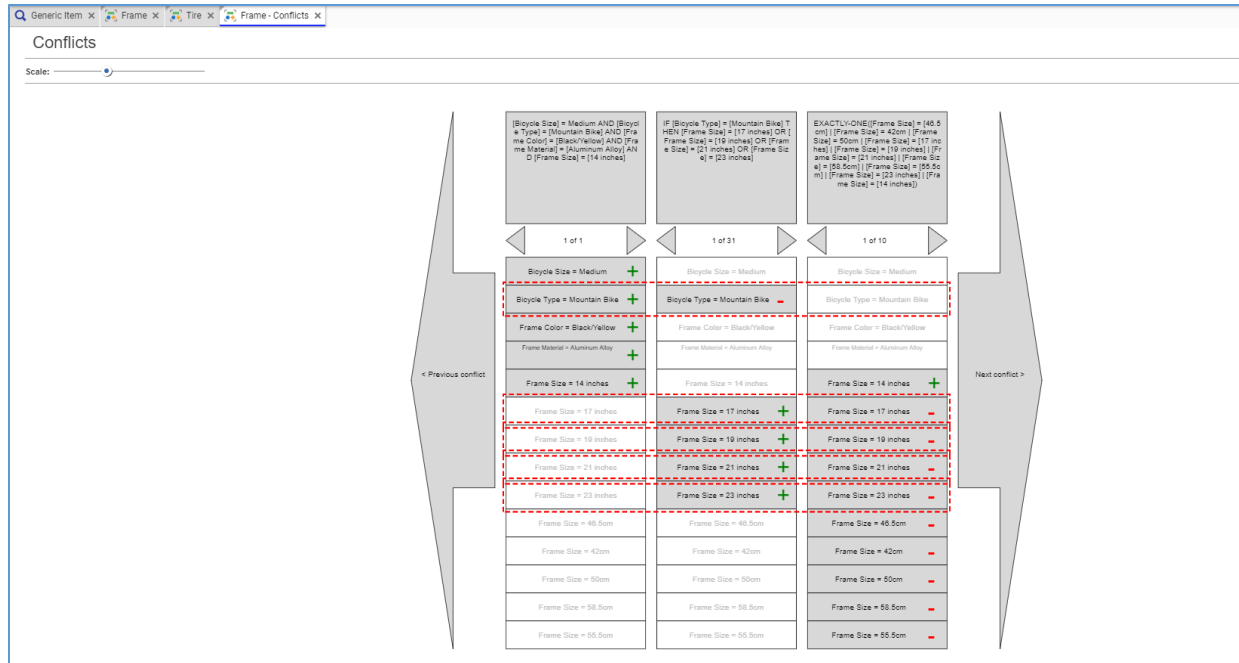 Generic Item x Frame x Tire x Frame - Conflicts x
Conflicts
Scale:
[Bicycle Size] = Medium AND [Bicycl
e Type] = [Mountain Bike] AND [Fra
me Color] = [Black/Yellow] AND [Fra
me Material] = [Aluminum Alloy] AN
D [Frame Size] = [14 inches]
IF [Bicycle Type] = [Mountain Bike] T
HEN [Frame Size] = [17 inches] OR [
Frame Size] = [19 inches] OR [Fram
e Size] = [21 inches] OR [Frame Siz
e] = [23 inches]
EXACTLY-ONE([Frame Size] = [46.5
cm] | [Frame Size] = 42cm | [Frame
Size] = 50cm | [Frame Size] = [17 inc
hes] | [Frame Size] = [19 inches] | [Fr
ame Size] = [21 inches] | [Frame Siz
e] = [58.5cm] | [Frame Size] = [55.5c
m] | [Frame Size] = [23 inches] | [Fra
me Size] = [14 inches])
1 of 1
1 of 31
1 of 10
Bicycle Size = Medium + Bicycle Size = Medium Bicycle Size = Medium
Bicycle Type = Mountain Bike + Bicycle Type = Mountain Bike - Bicycle Type = Mountain Bike
Frame Color = Black/Yellow + Frame Color = Black/Yellow Frame Color = Black/Yellow
Frame Material = Aluminum Alloy + Frame Material = Aluminum Alloy Frame Material = Aluminum Alloy
< Previous conflict
Frame Size = 14 inches + Frame Size = 14 inches Frame Size = 14 inches +
Next conflict >
Frame Size = 17 inches Frame Size = 17 inches + Frame Size = 17 inches -
Frame Size = 19 inches Frame Size = 19 inches + Frame Size = 19 inches -
Frame Size = 21 inches Frame Size = 21 inches + Frame Size = 21 inches -
Frame Size = 23 inches Frame Size = 23 inches + Frame Size = 23 inches -
Frame Size = 46.5cm Frame Size = 46.5cm Frame Size = 46.5cm -
Frame Size = 42cm Frame Size = 42cm Frame Size = 42cm -
Frame Size = 50cm Frame Size = 50cm Frame Size = 50cm -
Frame Size = 58.5cm Frame Size = 58.5cm Frame Size = 58.5cm -
Frame Size = 55.5cm Frame Size = 55.5cm Frame Size = 55.5cm -